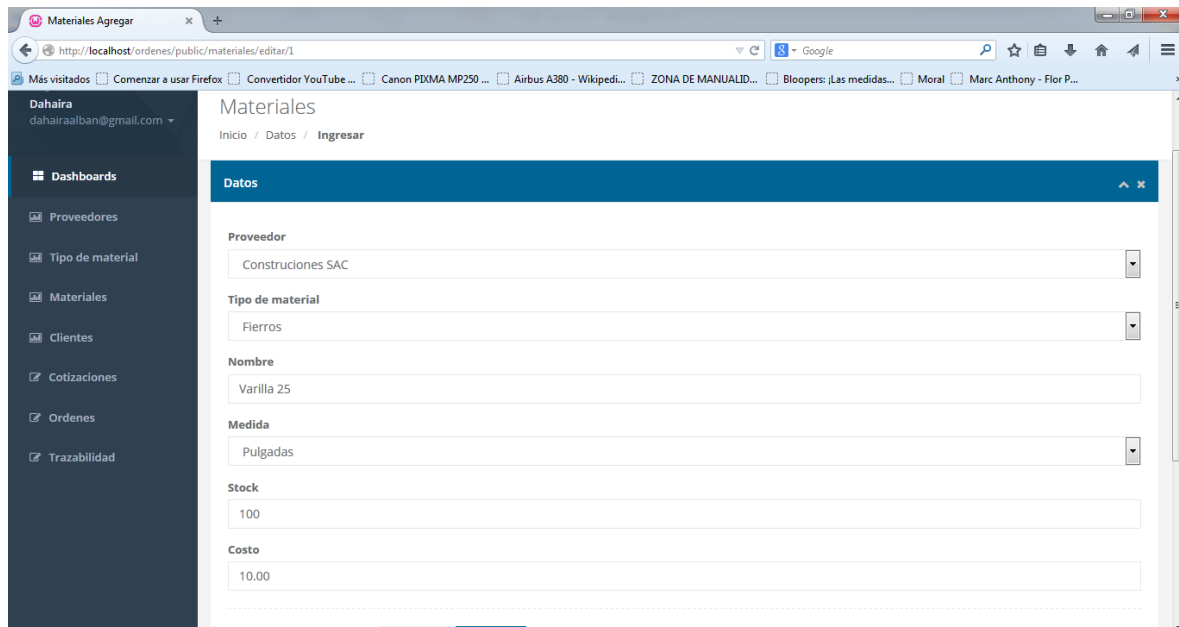 Materiales Agregar
http://localhost/ordenes/public/materiales/editar/1
Google
Más visitados Comenzar a usar Firefox Convertidor YouTube ... Canon PIXMA MP250 ... Airbus A380 - Wikipedi... ZONA DE MANUALID... Bloopers: ¡Las medidas... Moral Marc Anthony - Flor P...
Dahaira
dahairaalban@gmail.com
Dashboards
Proveedores
Tipo de material
Materiales
Clientes
Cotizaciones
Ordenes
Trazabilidad
Materiales
Inicio / Datos / Ingresar
Datos
Proveedor
Construciones SAC
Tipo de material
Fierros
Nombre
Varilla 25
Medida
Pulgadas
Stock
100
Costo
10.00